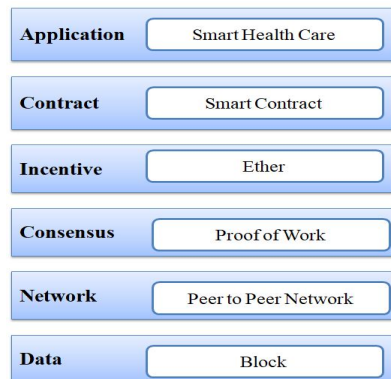 Application Smart Health Care
Contract Smart Contract
Incentive Ether
Consensus Proof of Work
Network Peer to Peer Network
Data Block